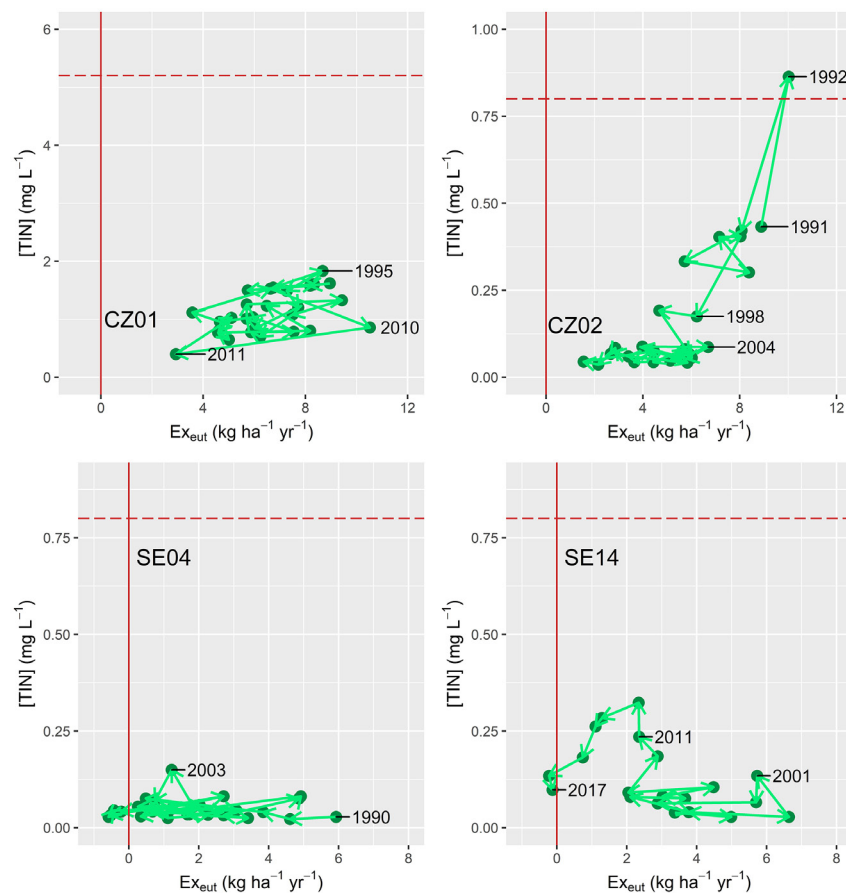 [TIN] (mg L⁻¹)
6
4
2
0
CZ01
1995
2010
2011
0 4 8 12
Exeut (kg ha⁻¹ yr⁻¹)
[TIN] (mg L⁻¹)
1.00
0.75
0.50
0.25
0.00
1992
1991
1998
CZ02
2004
0 4 8 12
Exeut (kg ha⁻¹ yr⁻¹)
[TIN] (mg L⁻¹)
0.75
0.50
0.25
0.00
SE04
2003
1990
0 2 4 6 8
Exeut (kg ha⁻¹ yr⁻¹)
[TIN] (mg L⁻¹)
0.75
0.50
0.25
0.00
SE14
2011
2001
2017
0 2 4 6 8
Exeut (kg ha⁻¹ yr⁻¹)